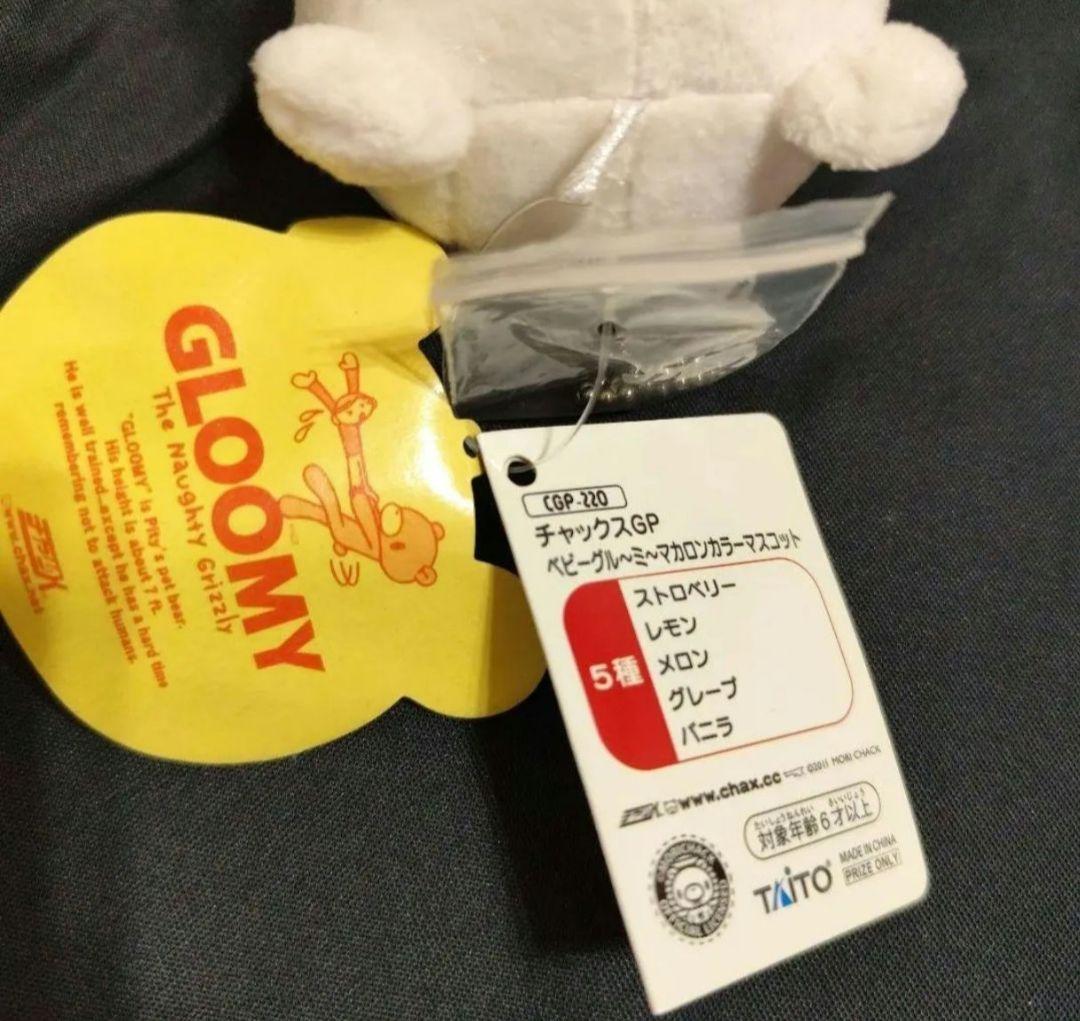 GLOOMY
The Naughty Grizzly
"GLOOMY" is Pity's pet bear.
His height is about 7 ft.
He is well trained...except he has a hard time
remembering not to attack humans.
www.chax.net
CGP-220
チャックスGP
ベビーグル〜ミ〜マカロンカラーマスコット
5種
ストロベリー
レモン
メロン
グレープ
バニラ
www.chax.cc ©2011 MORI CHACK
たいしょうねんれい さいいじょう
対象年齢6才以上
TAITO®
MADE IN CHINA
PRIZE ONLY